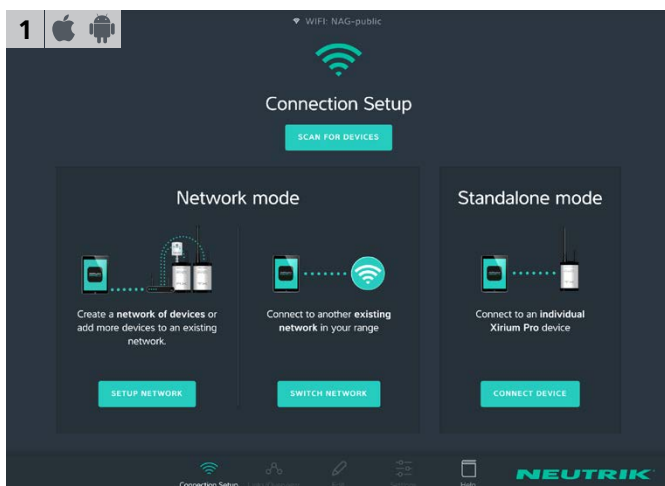 1
WIFI: NAG-public
Connection Setup
SCAN FOR DEVICES
Network mode
Create a network of devices or
add more devices to an existing
network.
SETUP NETWORK
Connect to another existing
network in your range
SWITCH NETWORK
Standalone mode
Connect to an individual
Xirium Pro device
CONNECT DEVICE
Connection Setup
Help
NEUTRIK